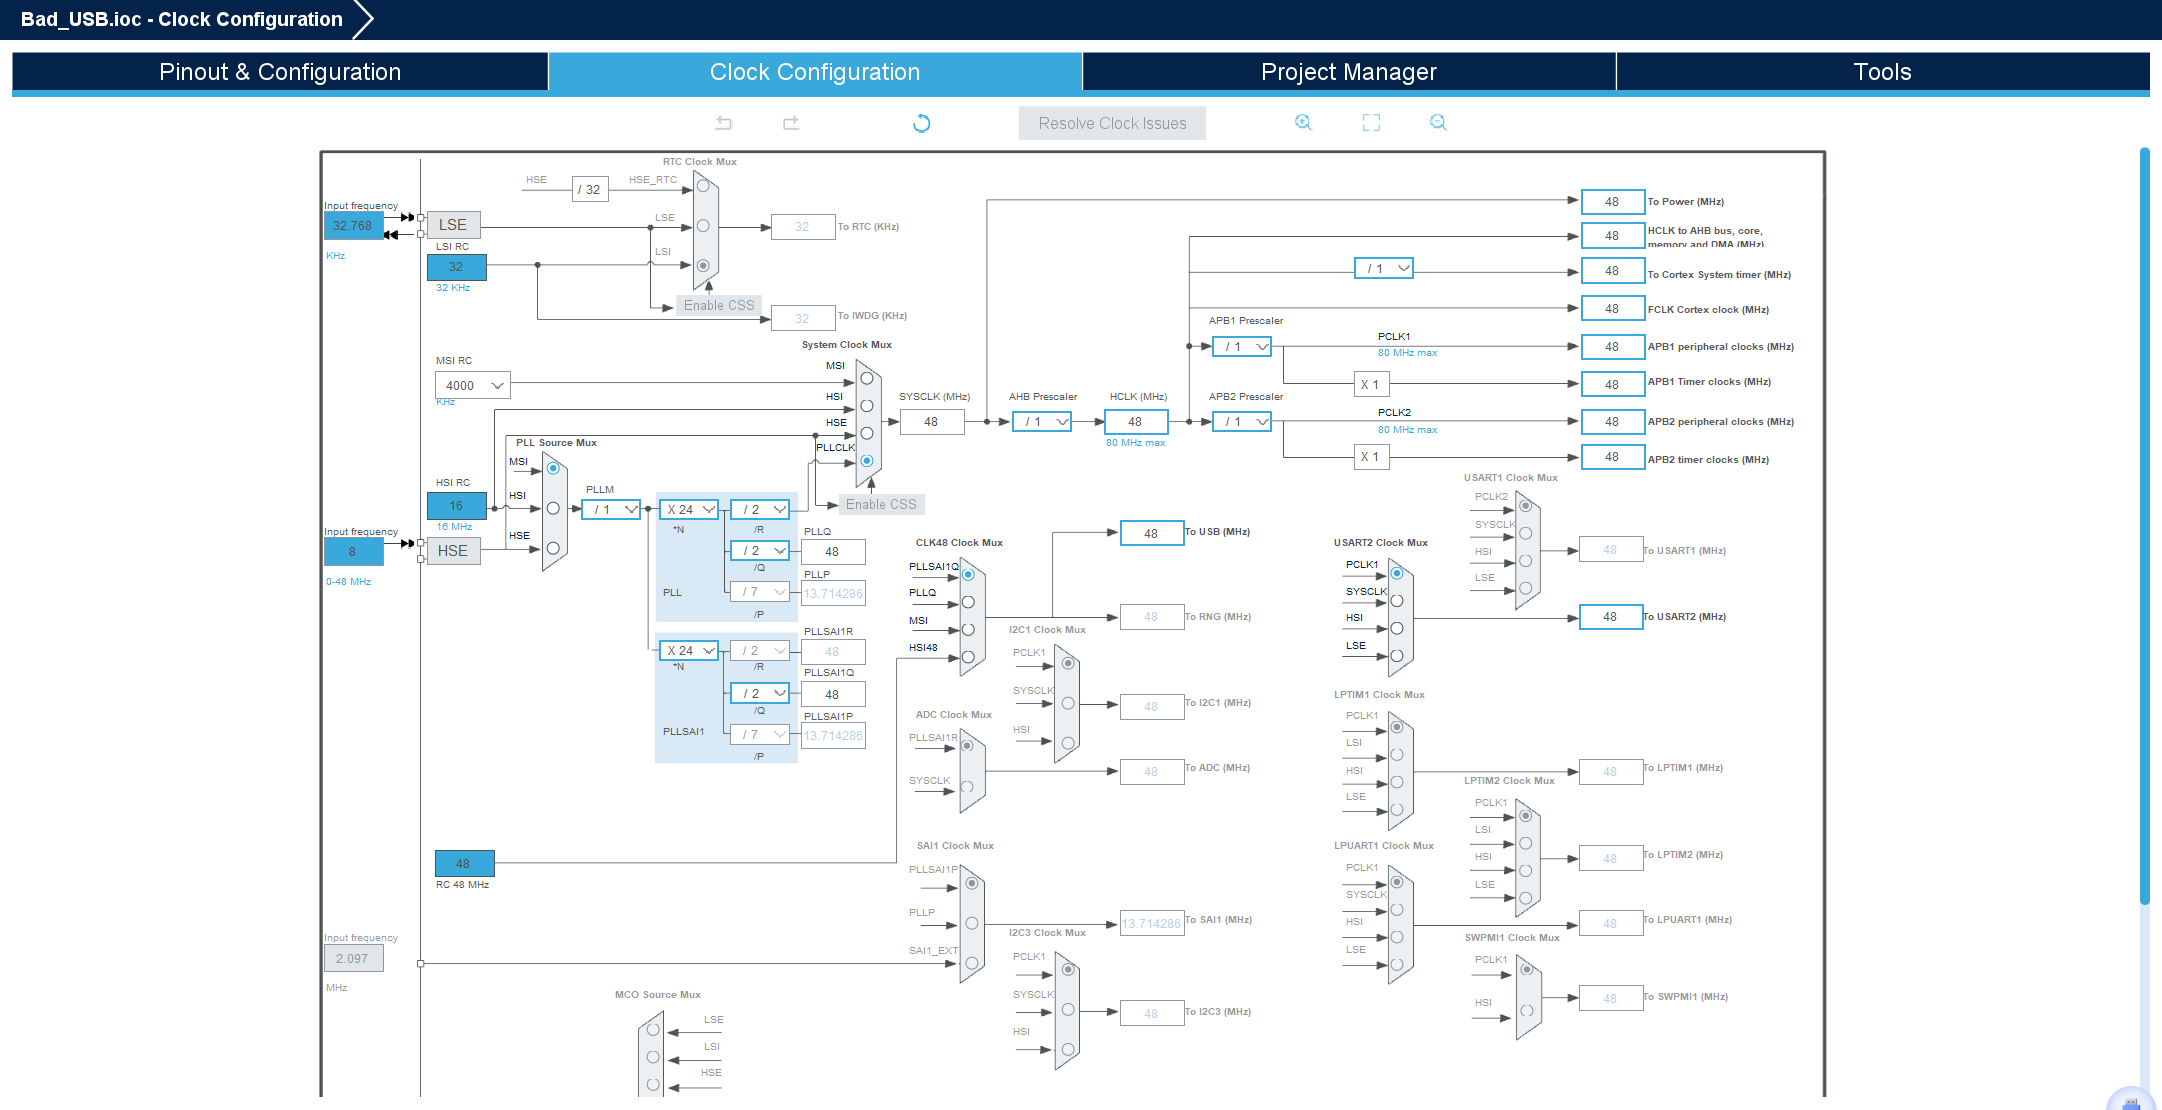 Bad_USB.ioc - Clock Configuration
Pinout & Configuration
Clock Configuration
Project Manager
Tools
Resolve Clock Issues
RTC Clock Mux
HSE
/ 32
HSE_RTC
Input frequency
32.768
KHz
LSE
LSE
LSI RC
32
32 KHz
LSI
32
To RTC (KHz)
Enable CSS
32
To IWDG (KHz)
System Clock Mux
MSI RC
4000
KHz
MSI
HSI
HSE
PLLCLK
SYSCLK (MHz)
48
AHB Prescaler
/ 1
HCLK (MHz)
48
80 MHz max
48
To Power (MHz)
48
HCLK to AHB bus, core,
memory and DMA (MHz)
/ 1
48
To Cortex System timer (MHz)
48
FCLK Cortex clock (MHz)
APB1 Prescaler
/ 1
PCLK1
80 MHz max
48
APB1 peripheral clocks (MHz)
X 1
48
APB1 Timer clocks (MHz)
APB2 Prescaler
/ 1
PCLK2
80 MHz max
48
APB2 peripheral clocks (MHz)
X 1
48
APB2 timer clocks (MHz)
PLL Source Mux
MSI
HSI
HSE
HSI RC
16
16 MHz
Input frequency
8
0-48 MHz
HSE
PLLM
/ 1
X 24
*N
/ 2
/R
Enable CSS
PLLQ
/ 2
48
/Q
PLLP
/ 7
13.714286
PLL
/P
PLLSAI1R
X 24
*N
/ 2
48
/R
PLLSAI1Q
/ 2
48
/Q
PLLSAI1P
PLLSAI1
/ 7
13.714286
/P
CLK48 Clock Mux
PLLSAI1Q
PLLQ
MSI
HSI48
48
To USB (MHz)
48
To RNG (MHz)
I2C1 Clock Mux
PCLK1
SYSCLK
HSI
48
To I2C1 (MHz)
ADC Clock Mux
PLLSAI1R
SYSCLK
48
To ADC (MHz)
48
RC 48 MHz
SAI1 Clock Mux
PLLSAI1P
PLLP
SAI1_EXT
13.714286
To SAI1 (MHz)
Input frequency
2.097
MHz
I2C3 Clock Mux
PCLK1
SYSCLK
HSI
48
To I2C3 (MHz)
MCO Source Mux
LSE
LSI
HSE
USART1 Clock Mux
PCLK2
SYSCLK
HSI
LSE
48
To USART1 (MHz)
USART2 Clock Mux
PCLK1
SYSCLK
HSI
LSE
48
To USART2 (MHz)
LPTIM1 Clock Mux
PCLK1
LSI
HSI
LSE
48
To LPTIM1 (MHz)
LPTIM2 Clock Mux
PCLK1
LSI
HSI
LSE
48
To LPTIM2 (MHz)
LPUART1 Clock Mux
PCLK1
SYSCLK
HSI
LSE
48
To LPUART1 (MHz)
SWPMI1 Clock Mux
PCLK1
HSI
48
To SWPMI1 (MHz)